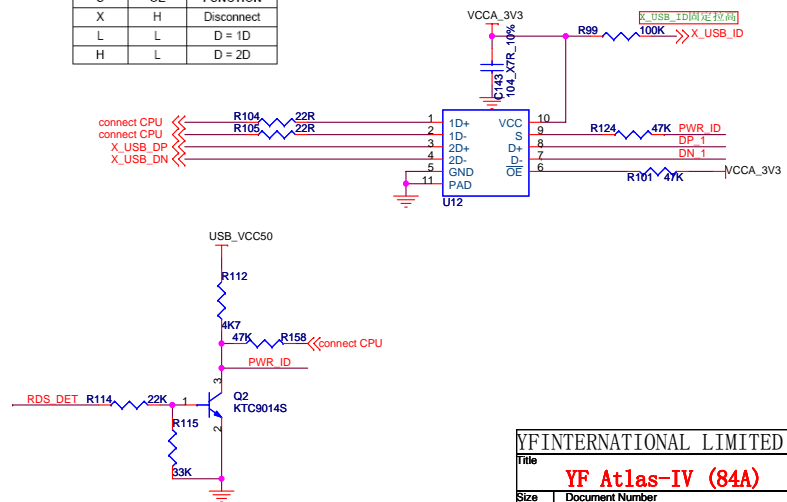 X H Disconnect
L L D = 1D
H L D = 2D
VCCA_3V3
X_USB_ID固定拉高
R99 100K X_USB_ID
C143
104_X7R_10%
connect CPU R104 22R
connect CPU R105 22R
X_USB_DP
X_USB_DN
1 1D+ VCC 10
2 1D- S 9 R124 47K PWR_ID
3 2D+ D+ 8 DP_1
4 2D- D- 7 DN_1
5 GND OE 6 R101 47K VCCA_3V3
11 PAD
U12
USB_VCC50
R112
4K7
47K R158 connect CPU
PWR_ID
3
RDS_DET R114 22K 1
Q2
KTC9014S
2
R115
33K
YFINTERNATIONAL LIMITED
Title
YF Atlas-IV (84A)
Size Document Number